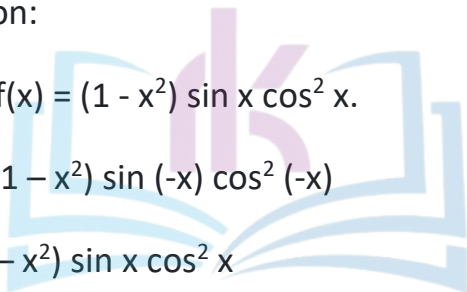 on:
f(x) = (1 - x²) sin x cos² x.
1 – x²) sin (-x) cos² (-x)
– x²) sin x cos² x